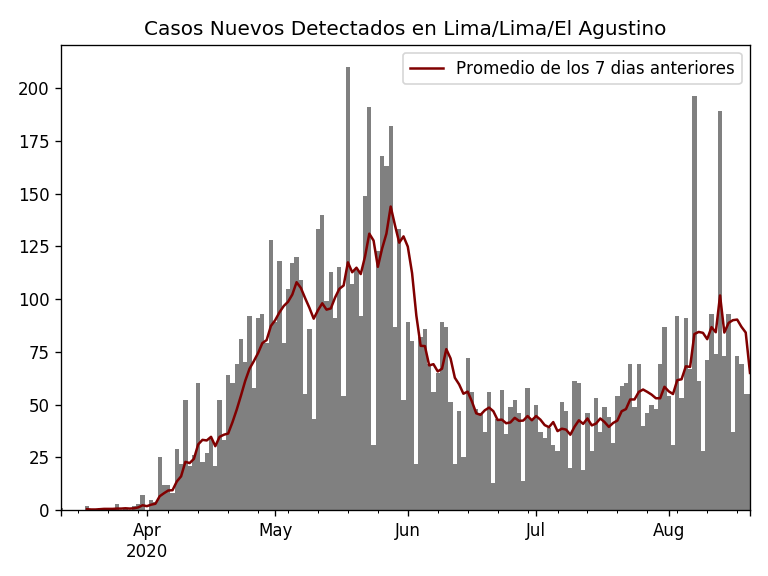 Casos Nuevos Detectados en Lima/Lima/El Agustino
Promedio de los 7 dias anteriores
200
175
150
125
100
75
50
25
0
Apr
2020
May
Jun
Jul
Aug